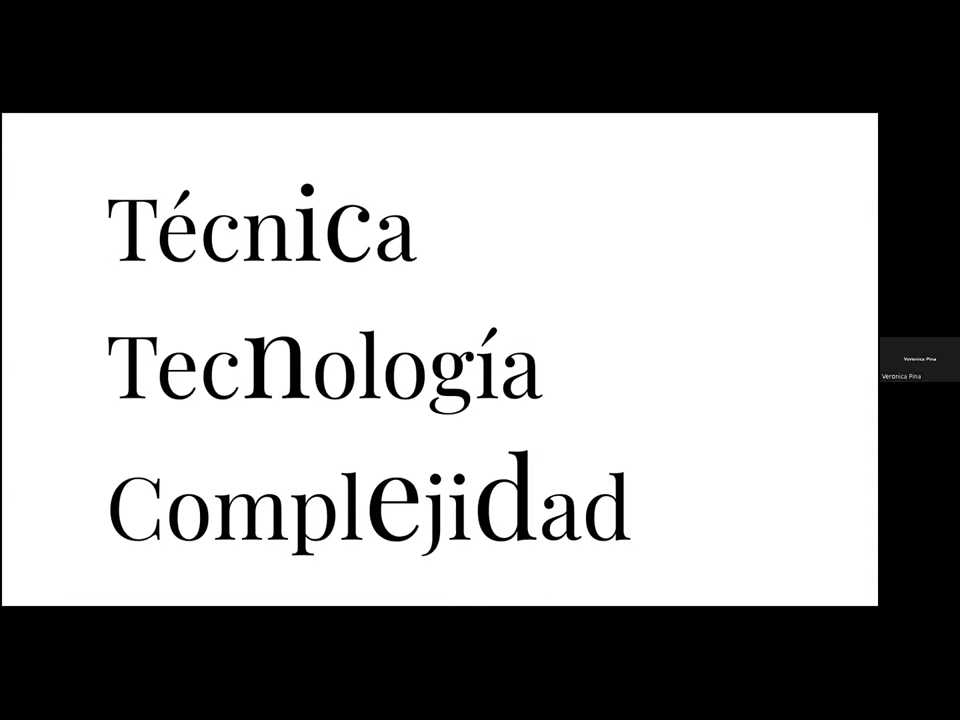 Técnica
Tecnología
Complejidad
Veronica Pina
Veronica Pina